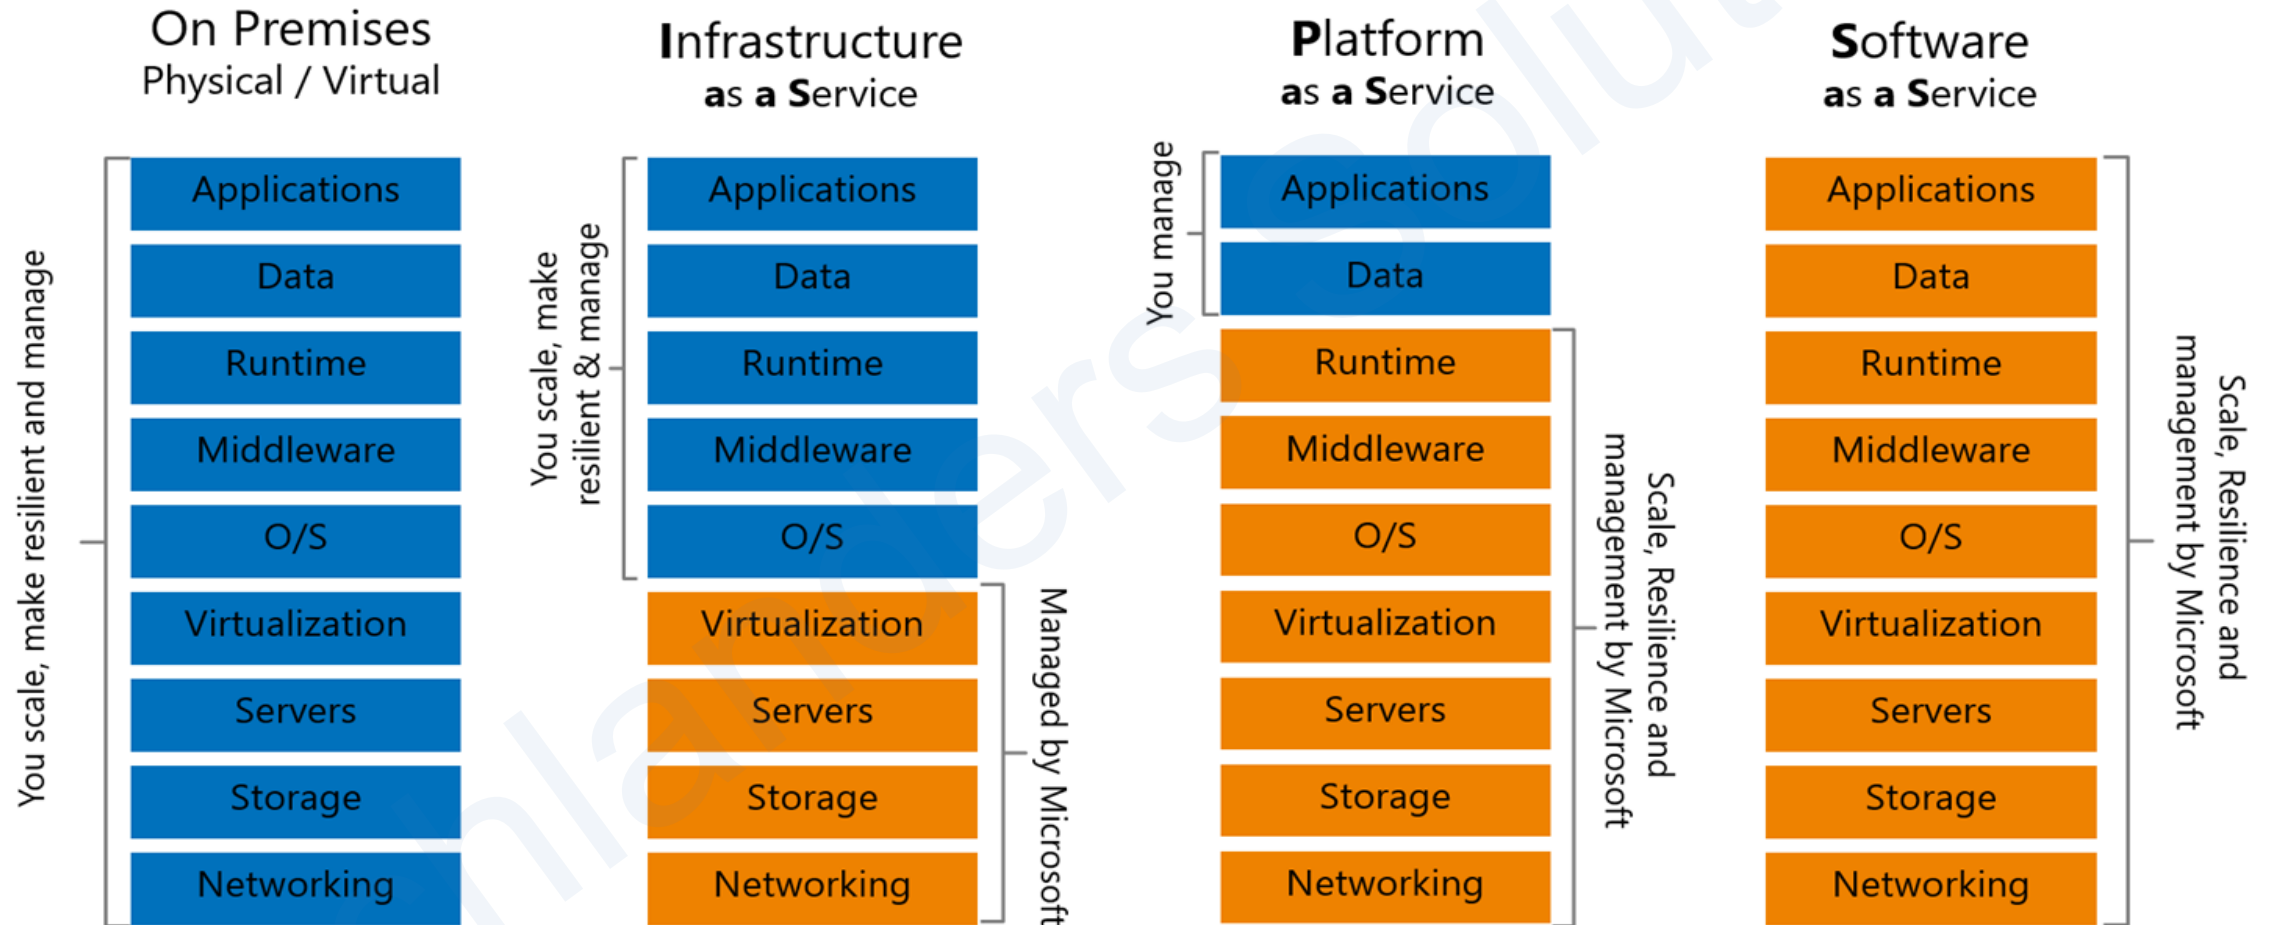 On Premises
Physical / Virtual
You scale, make resilient and manage
Applications
Data
Runtime
Middleware
O/S
Virtualization
Servers
Storage
Networking
Infrastructure
as a Service
You scale, make
resilient & manage
Applications
Data
Runtime
Middleware
O/S
Virtualization
Servers
Storage
Networking
Managed by Microsoft
Platform
as a Service
You manage
Applications
Data
Runtime
Middleware
O/S
Virtualization
Servers
Storage
Networking
Scale, Resilience and
management by Microsoft
Software
as a Service
Applications
Data
Runtime
Middleware
O/S
Virtualization
Servers
Storage
Networking
Scale, Resilience and
management by Microsoft